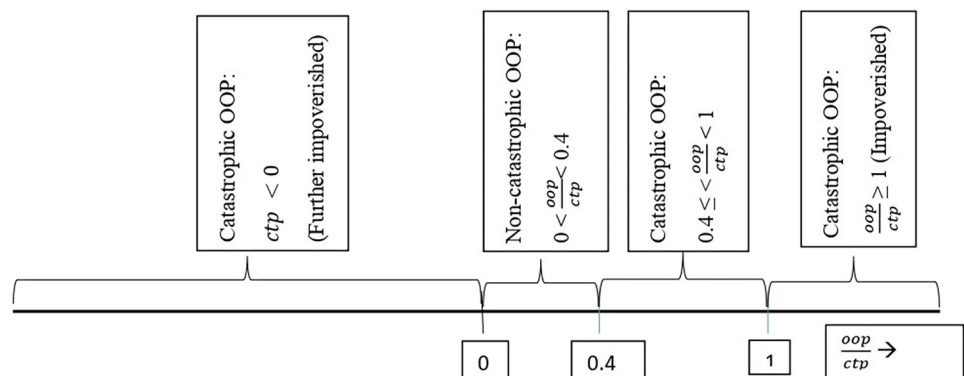 Catastrophic OOP:
ctp < 0
(Further impoverished)
Non-catastrophic OOP:
0 < oop/ctp < 0.4
Catastrophic OOP:
0.4 ≤ < oop/ctp < 1
Catastrophic OOP:
oop/ctp ≥ 1 (Impoverished)
0
0.4
1
oop/ctp →